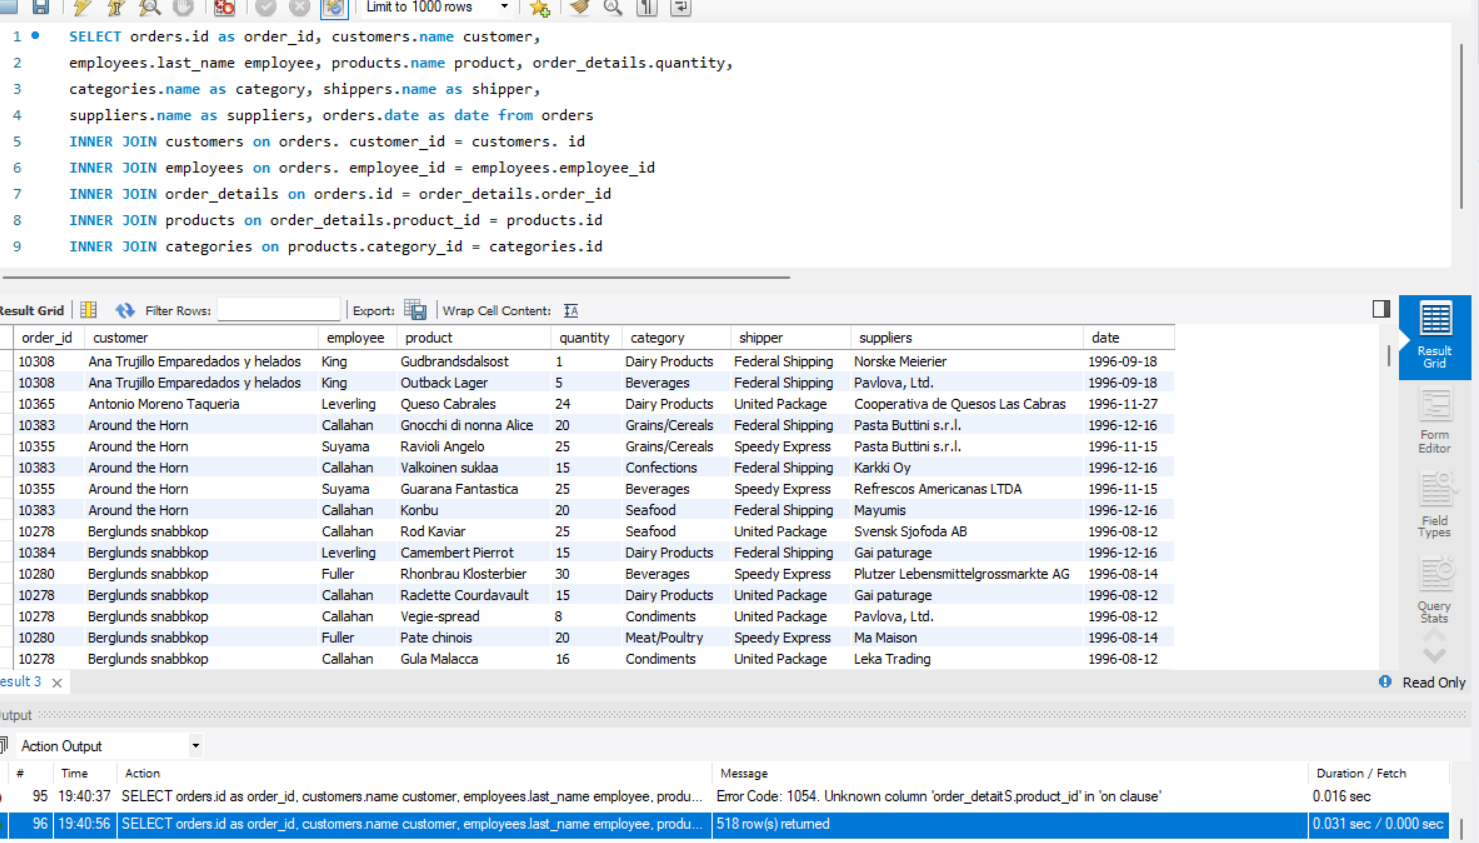 Limit to 1000 rows
1 SELECT orders.id as order_id, customers.name customer,
2 employees.last_name employee, products.name product, order_details.quantity,
3 categories.name as category, shippers.name as shipper,
4 suppliers.name as suppliers, orders.date as date from orders
5 INNER JOIN customers on orders. customer_id = customers. id
6 INNER JOIN employees on orders. employee_id = employees.employee_id
7 INNER JOIN order_details on orders.id = order_details.order_id
8 INNER JOIN products on order_details.product_id = products.id
9 INNER JOIN categories on products.category_id = categories.id
Result Grid Filter Rows: Export: Wrap Cell Content:
order_id customer employee product quantity category shipper suppliers date
10308 Ana Trujillo Emparedados y helados King Gudbrandsdalsost 1 Dairy Products Federal Shipping Norske Meierier 1996-09-18
10308 Ana Trujillo Emparedados y helados King Outback Lager 5 Beverages Federal Shipping Pavlova, Ltd. 1996-09-18
10365 Antonio Moreno Taqueria Leverling Queso Cabrales 24 Dairy Products United Package Cooperativa de Quesos Las Cabras 1996-11-27
10383 Around the Horn Callahan Gnocchi di nonna Alice 20 Grains/Cereals Federal Shipping Pasta Buttini s.r.l. 1996-12-16
10355 Around the Horn Suyama Ravioli Angelo 25 Grains/Cereals Speedy Express Pasta Buttini s.r.l. 1996-11-15
10383 Around the Horn Callahan Valkoinen suklaa 15 Confections Federal Shipping Karkki Oy 1996-12-16
10355 Around the Horn Suyama Guarana Fantastica 25 Beverages Speedy Express Refrescos Americanas LTDA 1996-11-15
10383 Around the Horn Callahan Konbu 20 Seafood Federal Shipping Mayumis 1996-12-16
10278 Berglunds snabbkop Callahan Rod Kaviar 25 Seafood United Package Svensk Sjofoda AB 1996-08-12
10384 Berglunds snabbkop Leverling Camembert Pierrot 15 Dairy Products Federal Shipping Gai paturage 1996-12-16
10280 Berglunds snabbkop Fuller Rhonbrau Klosterbier 30 Beverages Speedy Express Plutzer Lebensmittelgrossmarkte AG 1996-08-14
10278 Berglunds snabbkop Callahan Raclette Courdavault 15 Dairy Products United Package Gai paturage 1996-08-12
10278 Berglunds snabbkop Callahan Vegie-spread 8 Condiments United Package Pavlova, Ltd. 1996-08-12
10280 Berglunds snabbkop Fuller Pate chinois 20 Meat/Poultry Speedy Express Ma Maison 1996-08-14
10278 Berglunds snabbkop Callahan Gula Malacca 16 Condiments United Package Leka Trading 1996-08-12
Result
Grid
Form
Editor
Field
Types
Query
Stats
esult 3 Read Only
utput
Action Output
# Time Action Message Duration / Fetch
95 19:40:37 SELECT orders.id as order_id, customers.name customer, employees.last_name employee, produ... Error Code: 1054. Unknown column 'order_detaitS.product_id' in 'on clause' 0.016 sec
96 19:40:56 SELECT orders.id as order_id, customers.name customer, employees.last_name employee, produ... 518 row(s) returned 0.031 sec / 0.000 sec